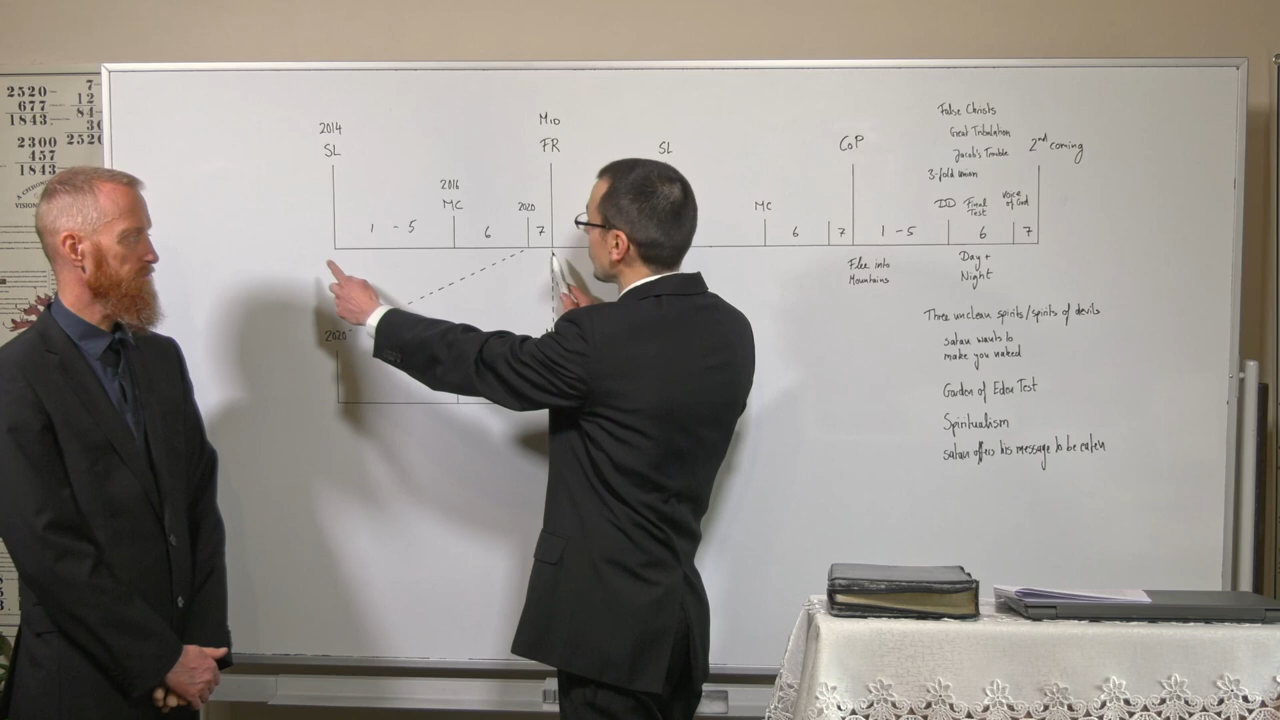 2520
677
1843
2300
457
1843
7
12
84
30
2520
2014
SL
1 - 5
2016
MC
6
2020
7
MID
FR
SL
MC
6
7
CoP
1 - 5
False Christs
Great Tribulation
Jacob's Trouble
3-fold union
DD
Final
Test
6
Voice
of God
7
2nd coming
Flee into
Mountains
Day +
Night
2020
Three unclean spirits/spirits of devils
satan wants to
make you naked
Garden of Eden Test
Spiritualism
satan offers his message to be eaten